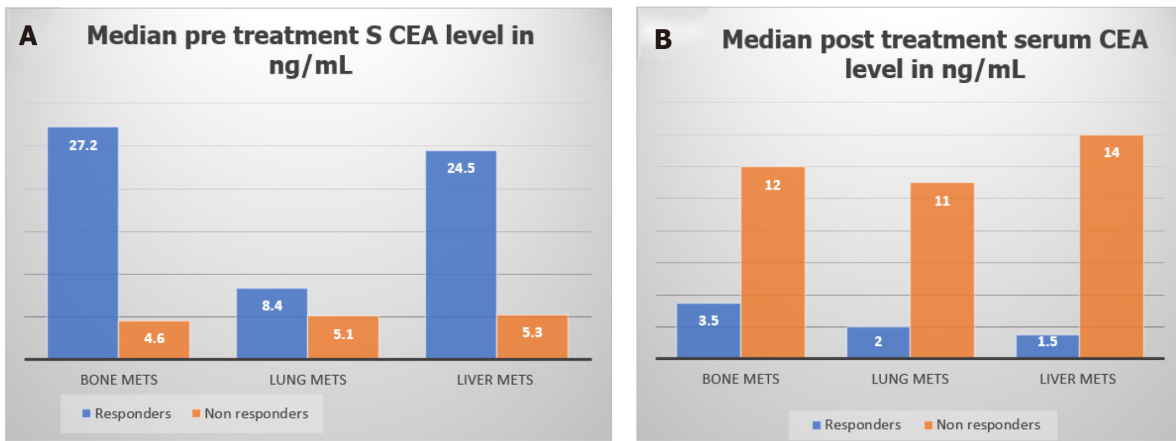 A
Median pre treatment S CEA level in
ng/mL
27.2
4.6
8.4
5.1
24.5
5.3
BONE METS LUNG METS LIVER METS
Responders Non responders
B
Median post treatment serum CEA
level in ng/mL
3.5
12
2
11
1.5
14
BONE METS LUNG METS LIVER METS
Responders Non responders